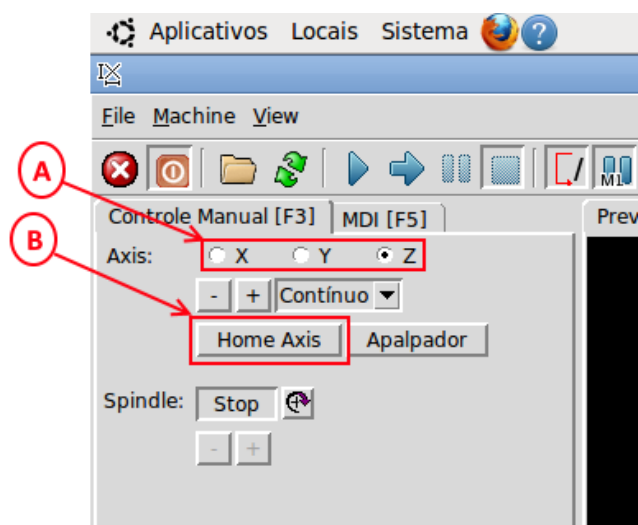 Aplicativos Locais Sistema ?
File Machine View
M1
A
Controle Manual [F3] MDI [F5] Prev
B
Axis: X Y Z
- + Contínuo
Home Axis Apalpador
Spindle: Stop
- +